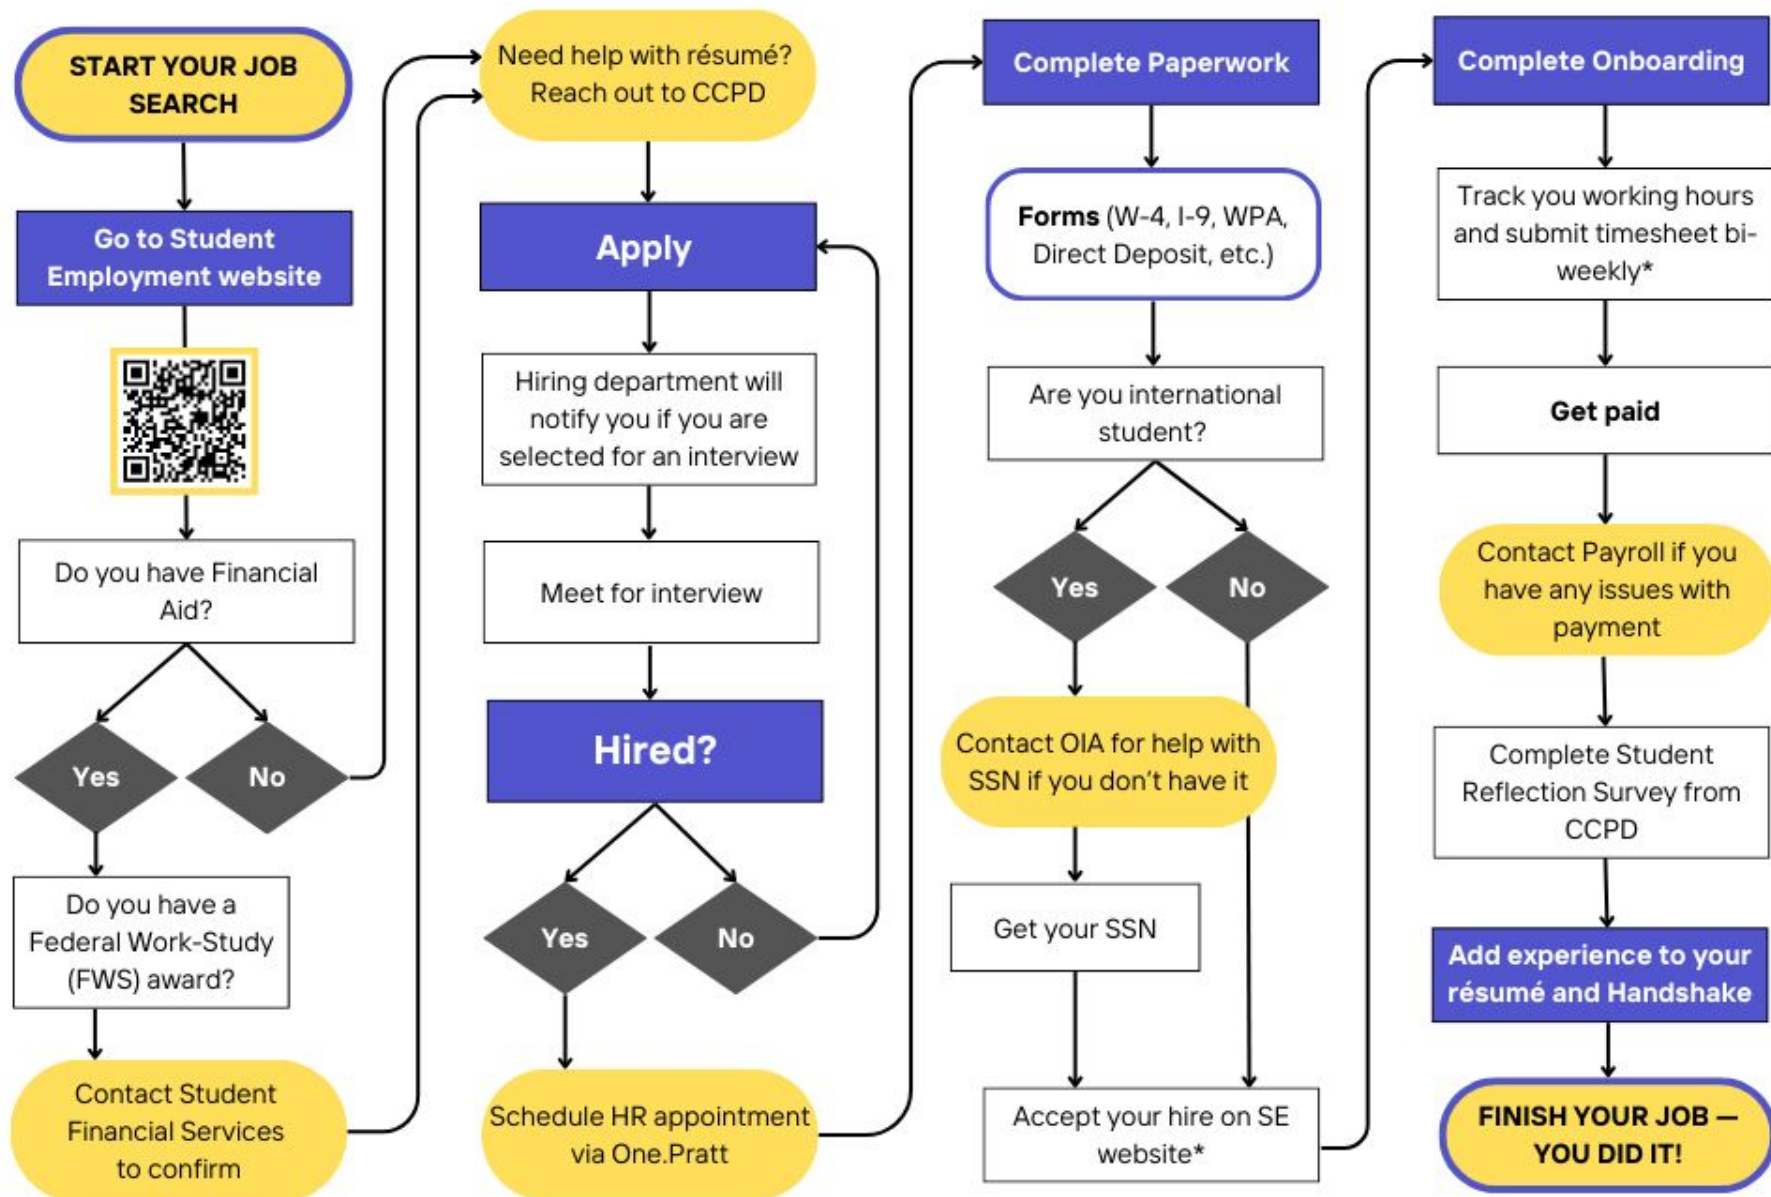 START YOUR JOB
SEARCH
Go to Student
Employment website
Do you have Financial
Aid?
Yes
No
Do you have a
Federal Work-Study
(FWS) award?
Contact Student
Financial Services
to confirm
Need help with résumé?
Reach out to CCPD
Apply
Hiring department will
notify you if you are
selected for an interview
Meet for interview
Hired?
Yes
No
Schedule HR appointment
via One.Pratt
Complete Paperwork
Forms (W-4, I-9, WPA,
Direct Deposit, etc.)
Are you international
student?
Yes
No
Contact OIA for help with
SSN if you don't have it
Get your SSN
Accept your hire on SE
website*
Complete Onboarding
Track you working hours
and submit timesheet bi-
weekly*
Get paid
Contact Payroll if you
have any issues with
payment
Complete Student
Reflection Survey from
CCPD
Add experience to your
résumé and Handshake
FINISH YOUR JOB —
YOU DID IT!